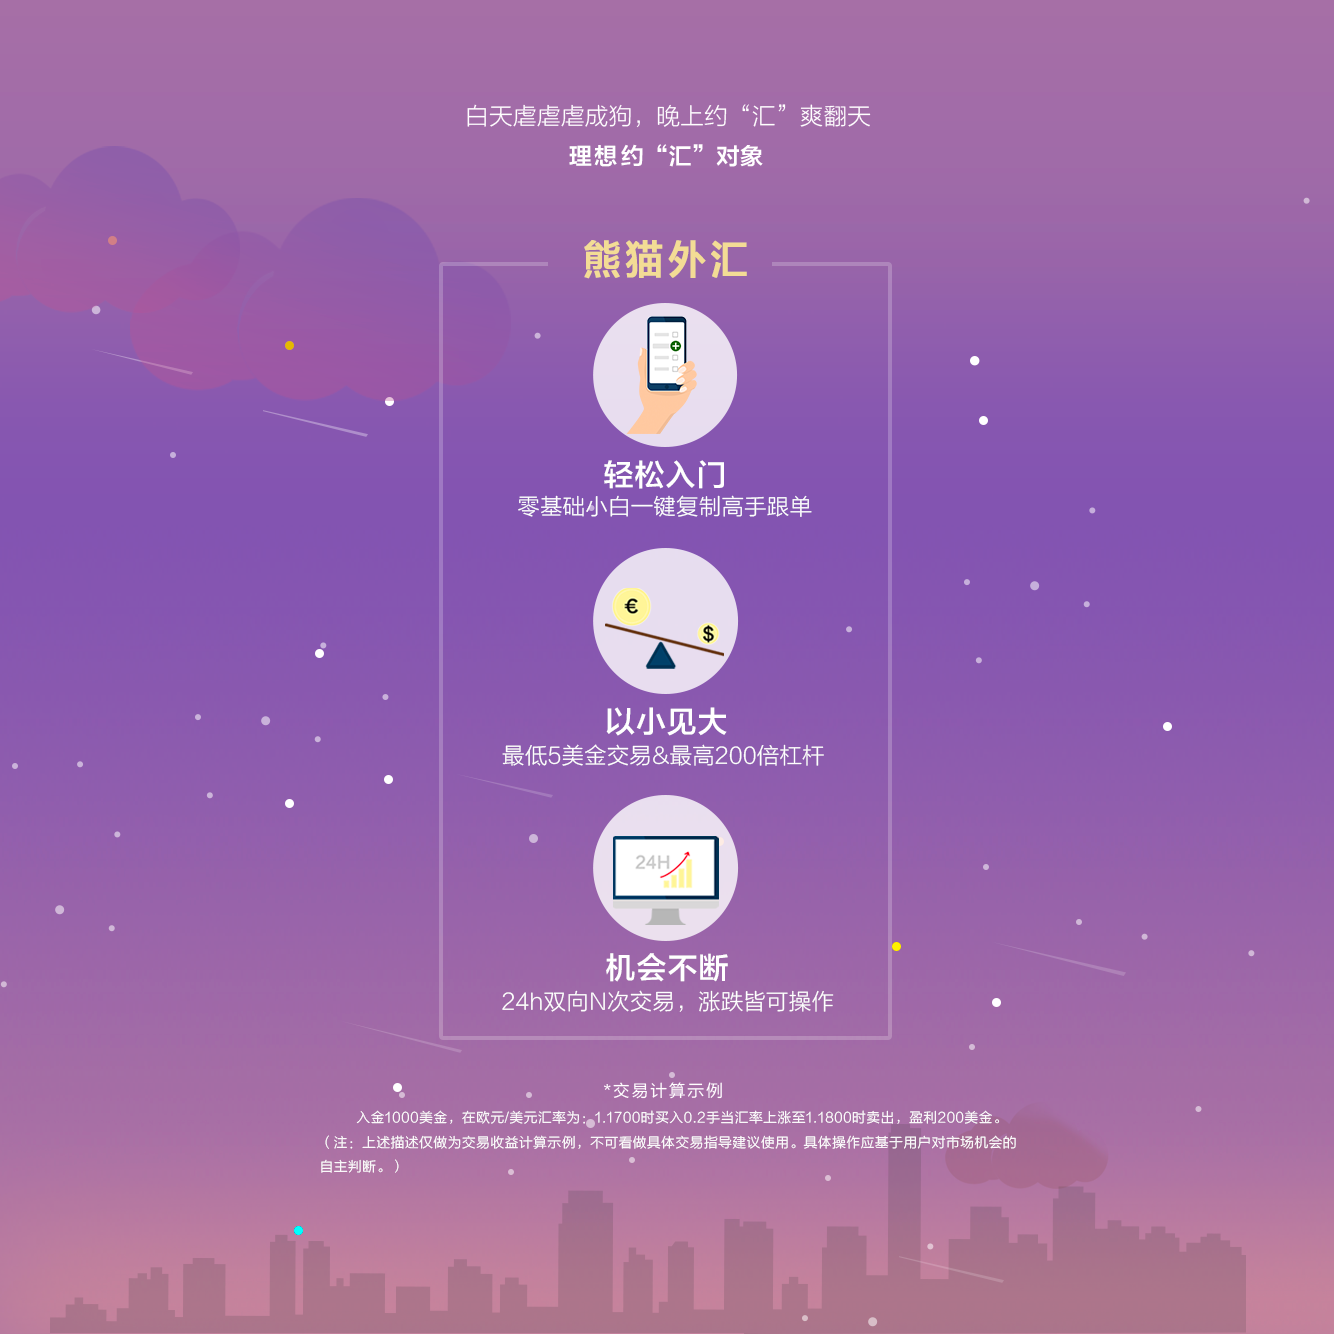 白天虐虐虐成狗，晚上约“汇”爽翻天
理想约“汇”对象
熊猫外汇
轻松入门
零基础小白一键复制高手跟单
€
$
以小见大
最低5美金交易&最高200倍杠杆
24H
机会不断
24h双向N次交易，涨跌皆可操作
*交易计算示例
入金1000美金，在欧元/美元汇率为：1.1700时买入0.2手当汇率上涨至1.1800时卖出，盈利200美金。
（注：上述描述仅做为交易收益计算示例，不可看做具体交易指导建议使用。具体操作应基于用户对市场机会的
自主判断。）